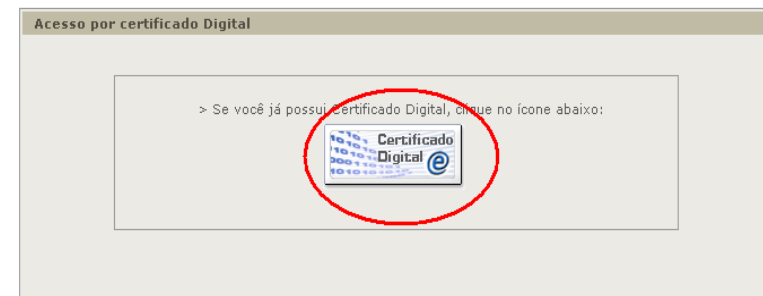 Acesso por certificado Digital
> Se você já possui Certificado Digital, clique no ícone abaixo:
Certificado
Digital